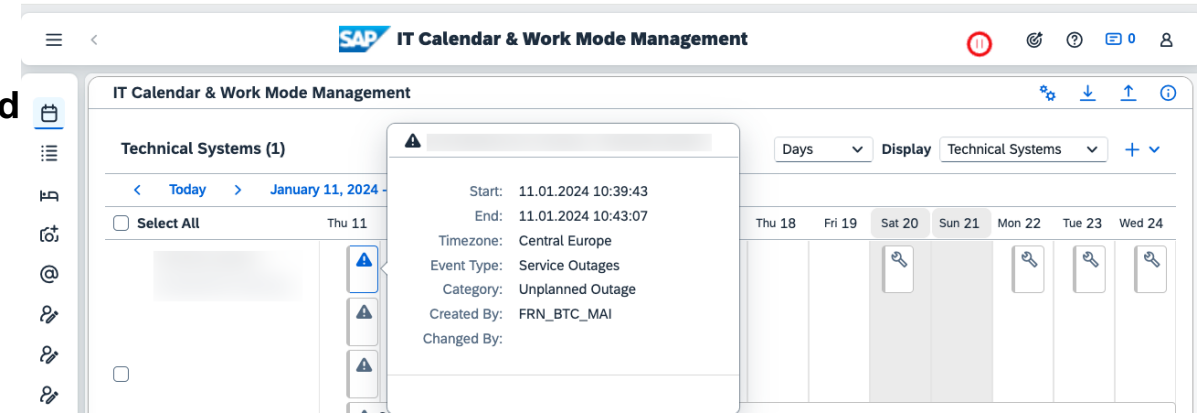 SAP IT Calendar & Work Mode Management
0
d
IT Calendar & Work Mode Management
Technical Systems (1)
Days
Display
Technical Systems
Today
January 11, 2024 -
Select All
Thu 11
Thu 18
Fri 19
Sat 20
Sun 21
Mon 22
Tue 23
Wed 24
Start: 11.01.2024 10:39:43
End: 11.01.2024 10:43:07
Timezone: Central Europe
Event Type: Service Outages
Category: Unplanned Outage
Created By: FRN_BTC_MAI
Changed By: